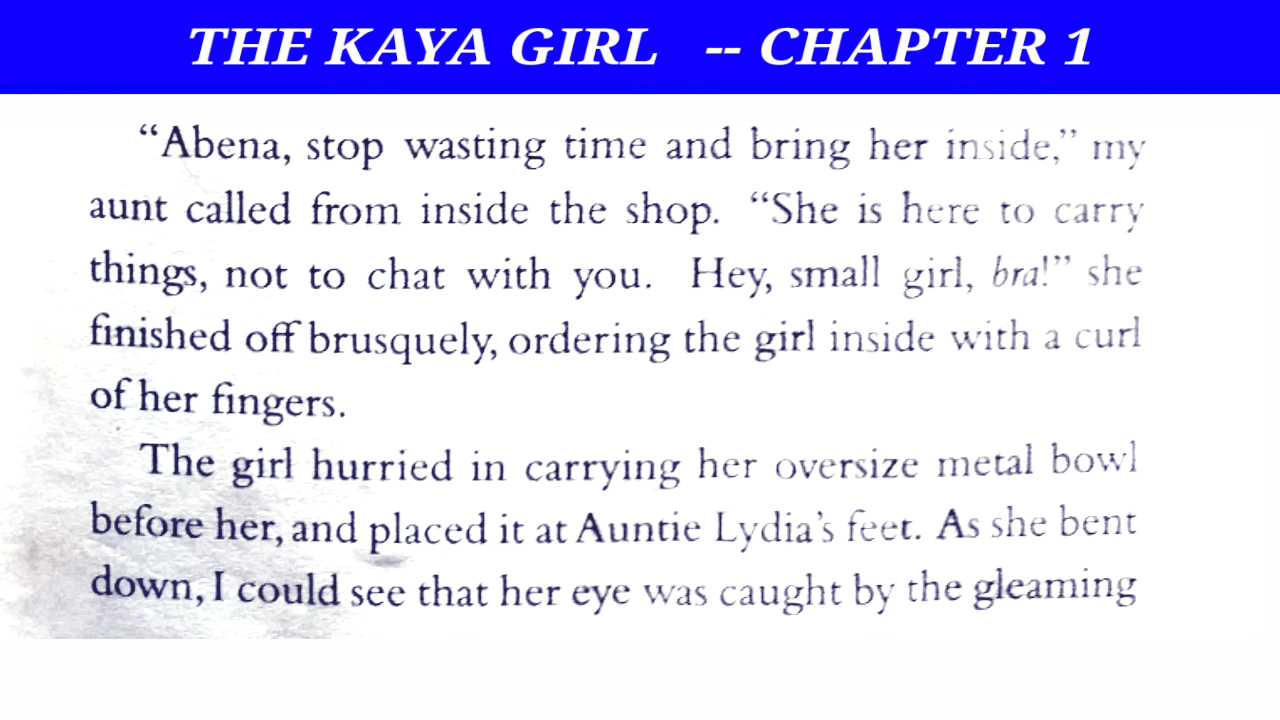 THE KAYA GIRL -- CHAPTER 1
“Abena, stop wasting time and bring her inside,” my
aunt called from inside the shop. “She is here to carry
things, not to chat with you. Hey, small girl, bra!” she
finished off brusquely, ordering the girl inside with a curl
of her fingers.
The girl hurried in carrying her oversize metal bowl
before her, and placed it at Auntie Lydia’s feet. As she bent
down, I could see that her eye was caught by the gleaming